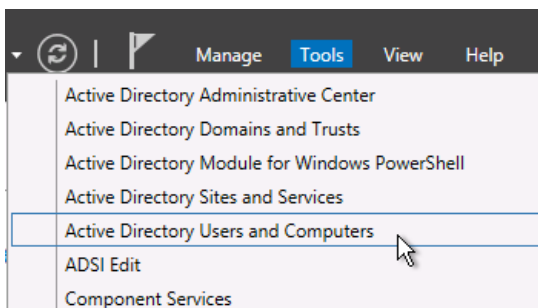 Manage Tools View Help
Active Directory Administrative Center
Active Directory Domains and Trusts
Active Directory Module for Windows PowerShell
Active Directory Sites and Services
Active Directory Users and Computers
ADSI Edit
Component Services